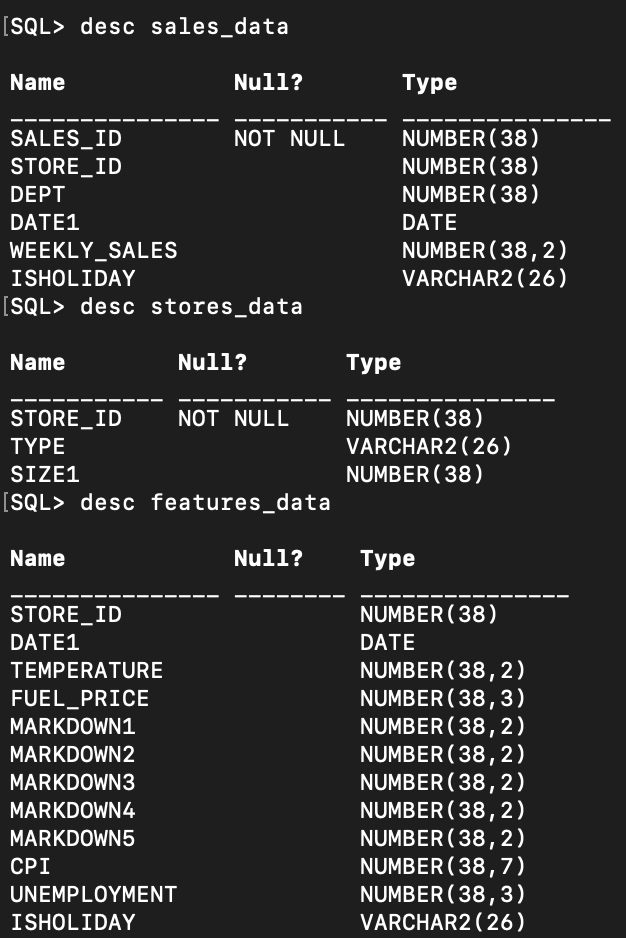 [SQL> desc sales_data
Name Null? Type
_______________ ___________ _______________
SALES_ID NOT NULL NUMBER(38)
STORE_ID NUMBER(38)
DEPT NUMBER(38)
DATE1 DATE
WEEKLY_SALES NUMBER(38,2)
ISHOLIDAY VARCHAR2(26)
[SQL> desc stores_data
Name Null? Type
___________ ___________ _______________
STORE_ID NOT NULL NUMBER(38)
TYPE VARCHAR2(26)
SIZE1 NUMBER(38)
[SQL> desc features_data
Name Null? Type
_______________ ________ _______________
STORE_ID NUMBER(38)
DATE1 DATE
TEMPERATURE NUMBER(38,2)
FUEL_PRICE NUMBER(38,3)
MARKDOWN1 NUMBER(38,2)
MARKDOWN2 NUMBER(38,2)
MARKDOWN3 NUMBER(38,2)
MARKDOWN4 NUMBER(38,2)
MARKDOWN5 NUMBER(38,2)
CPI NUMBER(38,7)
UNEMPLOYMENT NUMBER(38,3)
ISHOLIDAY VARCHAR2(26)